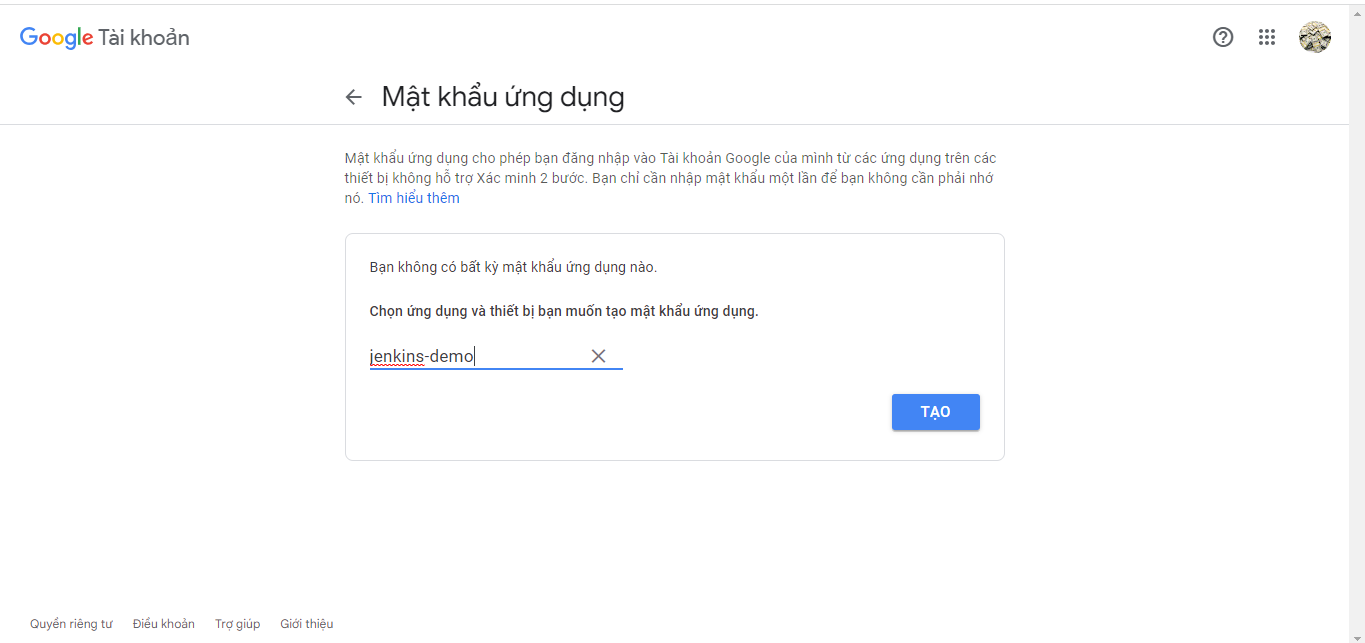 Google Tài khoản
Mật khẩu ứng dụng
Mật khẩu ứng dụng cho phép bạn đăng nhập vào Tài khoản Google của mình từ các ứng dụng trên các
thiết bị không hỗ trợ Xác minh 2 bước. Bạn chỉ cần nhập mật khẩu một lần để bạn không cần phải nhớ
nó. Tìm hiểu thêm
Bạn không có bất kỳ mật khẩu ứng dụng nào.
Chọn ứng dụng và thiết bị bạn muốn tạo mật khẩu ứng dụng.
jenkins-demo
TẠO
Quyền riêng tư Điều khoản Trợ giúp Giới thiệu